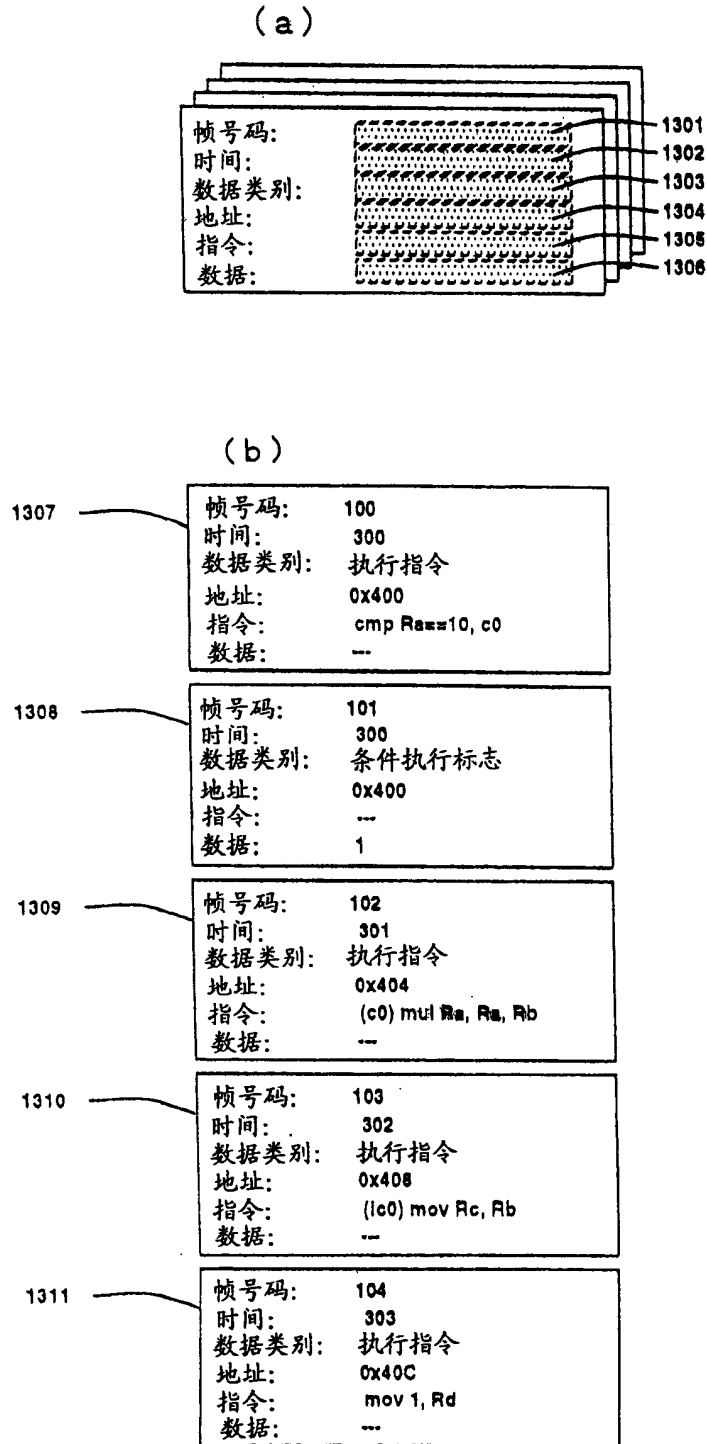 (a)
帧号码: 1301
时间: 1302
数据类别: 1303
地址: 1304
指令: 1305
数据: 1306
(b)
1307
帧号码: 100
时间: 300
数据类别: 执行指令
地址: 0x400
指令: cmp Ra==10, c0
数据: ---
1308
帧号码: 101
时间: 300
数据类别: 条件执行标志
地址: 0x400
指令: ---
数据: 1
1309
帧号码: 102
时间: 301
数据类别: 执行指令
地址: 0x404
指令: (c0) mul Ra, Ra, Rb
数据: ---
1310
帧号码: 103
时间: 302
数据类别: 执行指令
地址: 0x408
指令: (!c0) mov Rc, Rb
数据: ---
1311
帧号码: 104
时间: 303
数据类别: 执行指令
地址: 0x40C
指令: mov 1, Rd
数据: ---